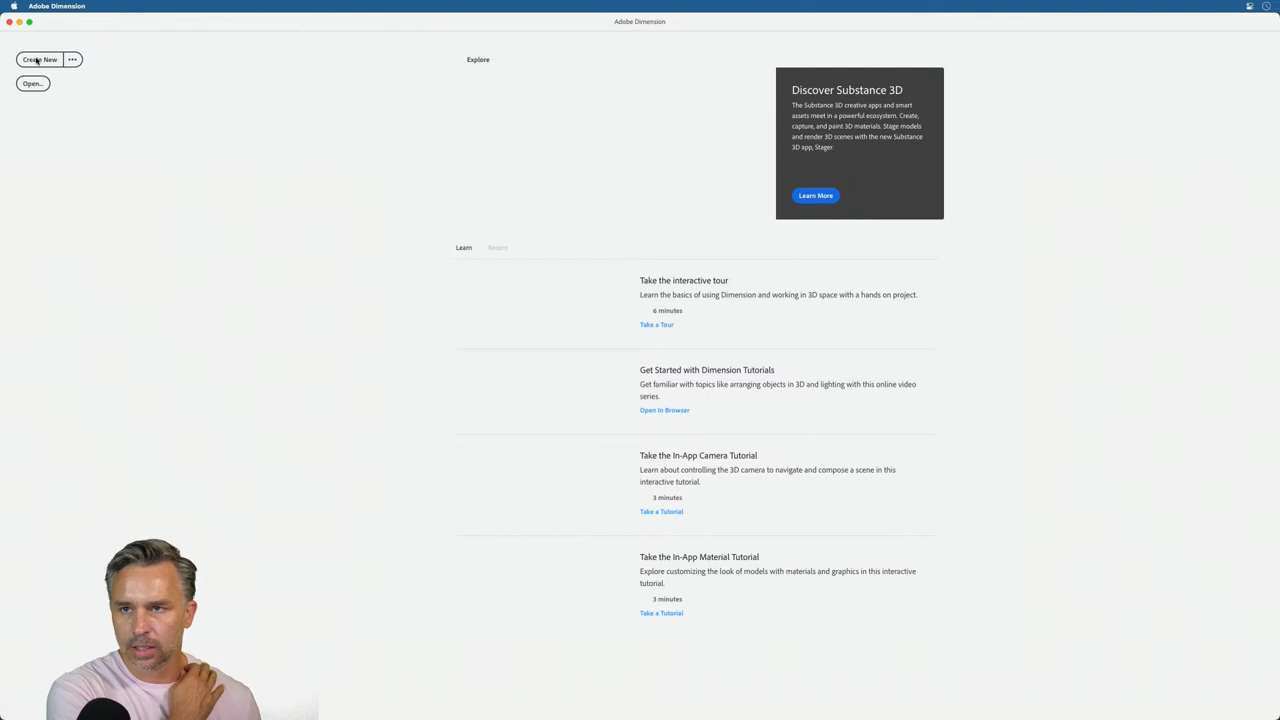 Adobe Dimension
Adobe Dimension
Create New
Open...
Explore
Discover Substance 3D
The Substance 3D creative apps and smart
assets meet in a powerful ecosystem. Create,
capture, and paint 3D materials. Stage models
and render 3D scenes with the new Substance
3D app, Stager.
Learn More
Learn Recent
Take the interactive tour
Learn the basics of using Dimension and working in 3D space with a hands on project.
6 minutes
Take a Tour
Get Started with Dimension Tutorials
Get familiar with topics like arranging objects in 3D and lighting with this online video
series.
Open In Browser
Take the In-App Camera Tutorial
Learn about controlling the 3D camera to navigate and compose a scene in this
interactive tutorial.
3 minutes
Take a Tutorial
Take the In-App Material Tutorial
Explore customizing the look of models with materials and graphics in this interactive
tutorial.
3 minutes
Take a Tutorial